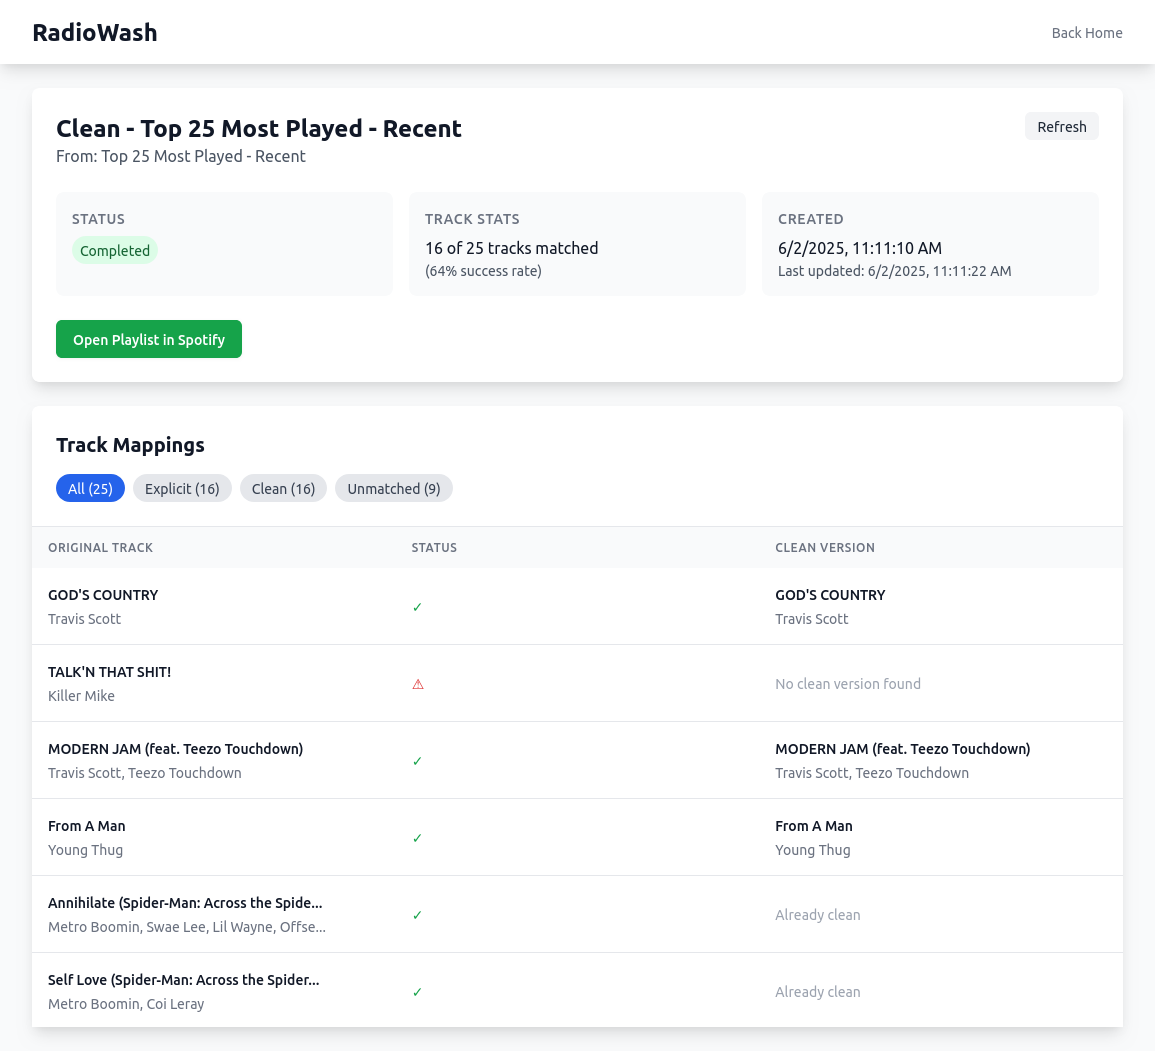 RadioWash
Back Home
Clean - Top 25 Most Played - Recent
Refresh
From: Top 25 Most Played - Recent
STATUS
Completed
TRACK STATS
16 of 25 tracks matched
(64% success rate)
CREATED
6/2/2025, 11:11:10 AM
Last updated: 6/2/2025, 11:11:22 AM
Open Playlist in Spotify
Track Mappings
All (25) Explicit (16) Clean (16) Unmatched (9)
ORIGINAL TRACK STATUS CLEAN VERSION
GOD'S COUNTRY
Travis Scott
✓
GOD'S COUNTRY
Travis Scott
TALK'N THAT SHIT!
Killer Mike
⚠
No clean version found
MODERN JAM (feat. Teezo Touchdown)
Travis Scott, Teezo Touchdown
✓
MODERN JAM (feat. Teezo Touchdown)
Travis Scott, Teezo Touchdown
From A Man
Young Thug
✓
From A Man
Young Thug
Annihilate (Spider-Man: Across the Spide...
Metro Boomin, Swae Lee, Lil Wayne, Offse...
✓
Already clean
Self Love (Spider-Man: Across the Spider...
Metro Boomin, Coi Leray
✓
Already clean